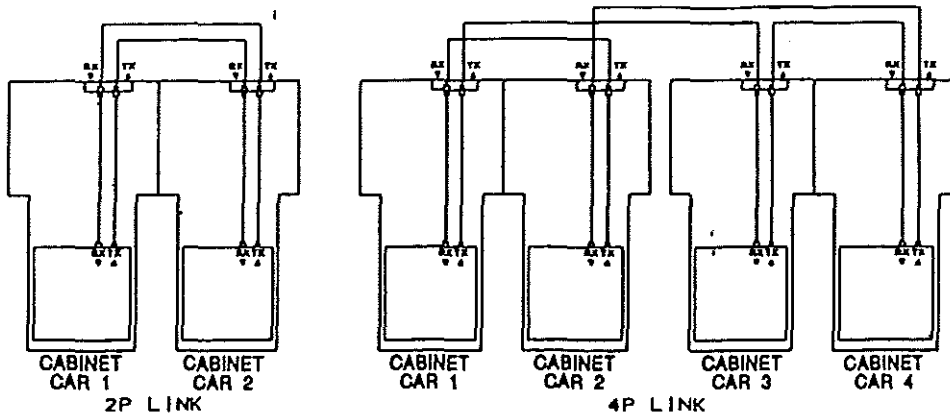 RX TX RX TX RX TX RX TX RX TX RX TX
RX TX RX TX RX TX RX TX RX TX RX TX
CABINET CAR 1
CABINET CAR 2
CABINET CAR 1
CABINET CAR 2
CABINET CAR 3
CABINET CAR 4
2P LINK
4P LINK